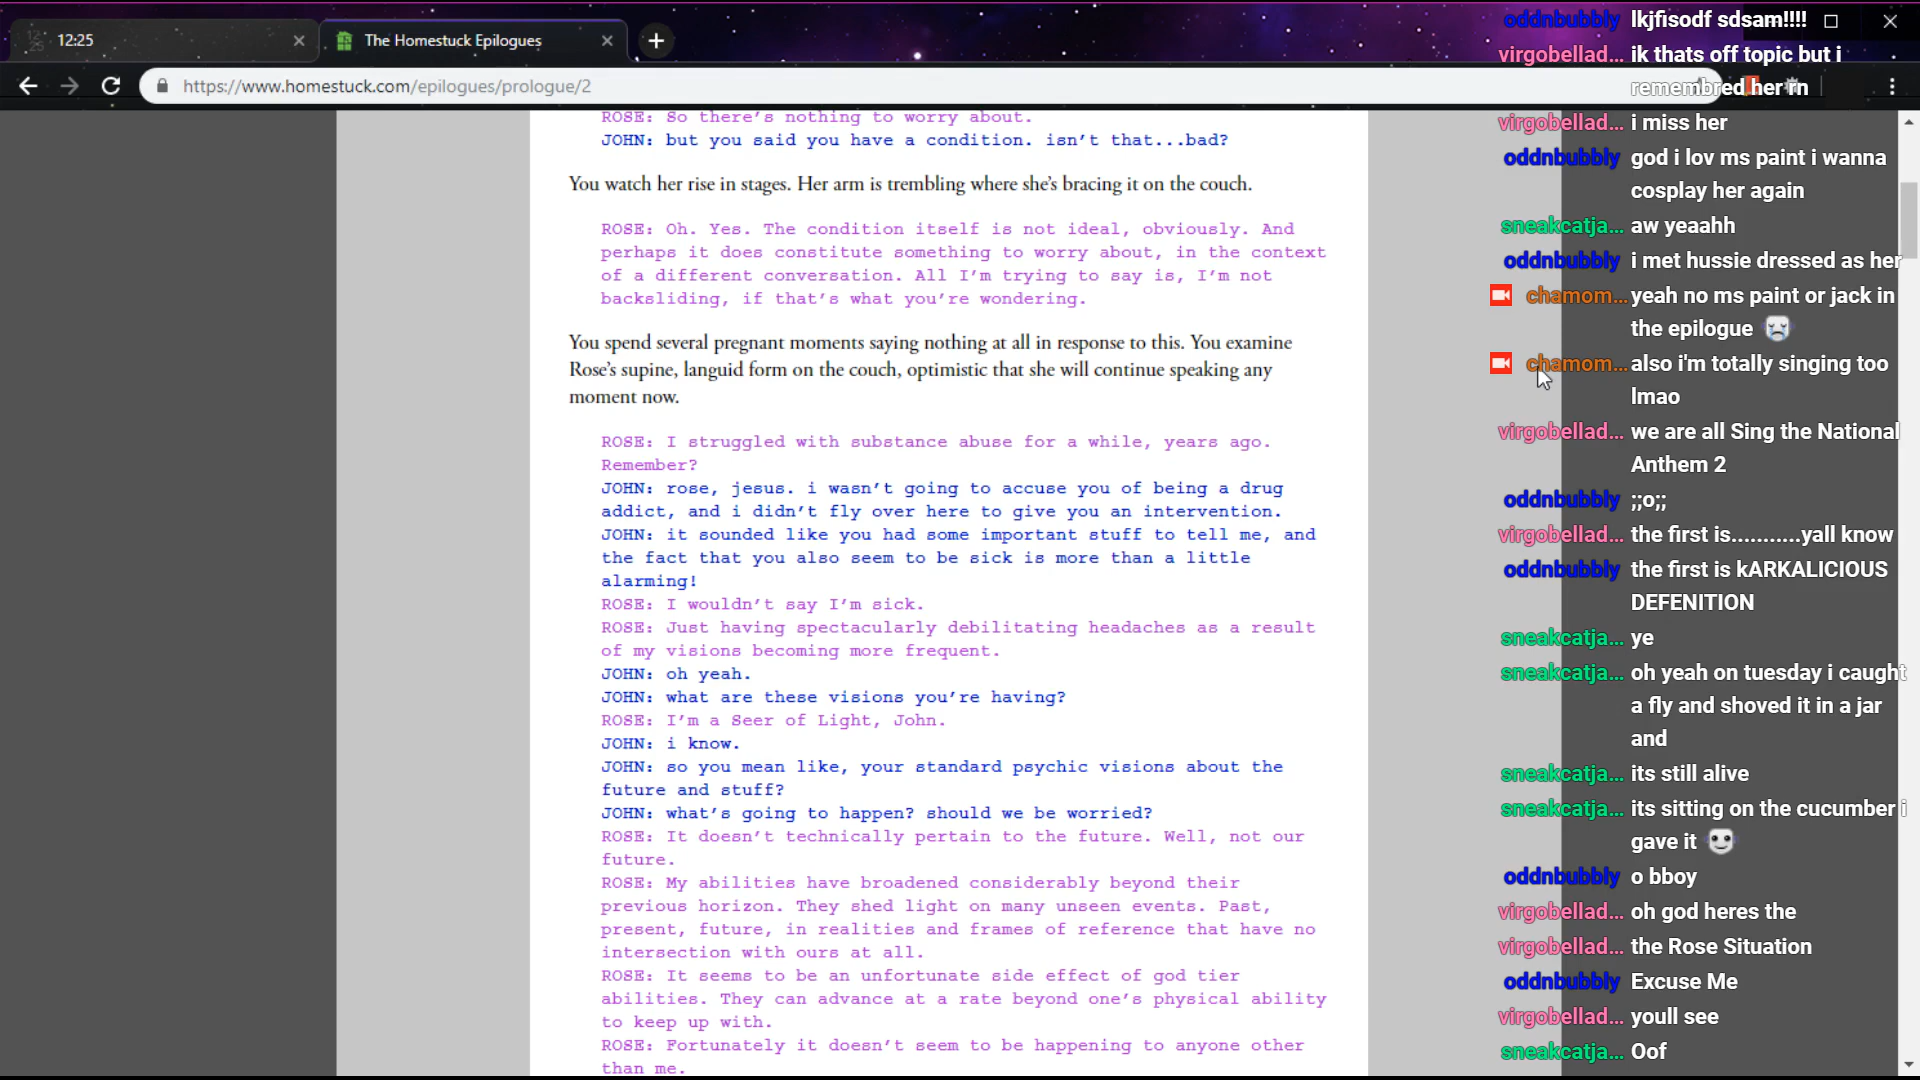 12:25
The Homestuck Epilogues
https://www.homestuck.com/epilogues/prologue/2
ROSE: So there's nothing to worry about.
JOHN: but you said you have a condition. isn't that...bad?
You watch her rise in stages. Her arm is trembling where she's bracing it on the couch.
ROSE: Oh. Yes. The condition itself is not ideal, obviously. And
perhaps it does constitute something to worry about, in the context
of a different conversation. All I'm trying to say is, I'm not
backsliding, if that's what you're wondering.
You spend several pregnant moments saying nothing at all in response to this. You examine
Rose's supine, languid form on the couch, optimistic that she will continue speaking any
moment now.
ROSE: I struggled with substance abuse for a while, years ago.
Remember?
JOHN: rose, jesus. i wasn't going to accuse you of being a drug
addict, and i didn't fly over here to give you an intervention.
JOHN: it sounded like you had some important stuff to tell me, and
the fact that you also seem to be sick is more than a little
alarming!
ROSE: I wouldn't say I'm sick.
ROSE: Just having spectacularly debilitating headaches as a result
of my visions becoming more frequent.
JOHN: oh yeah.
JOHN: what are these visions you're having?
ROSE: I'm a Seer of Light, John.
JOHN: i know.
JOHN: so you mean like, your standard psychic visions about the
future and stuff?
JOHN: what's going to happen? should we be worried?
ROSE: It doesn't technically pertain to the future. Well, not our
future.
ROSE: My abilities have broadened considerably beyond their
previous horizon. They shed light on many unseen events. Past,
present, future, in realities and frames of reference that have no
intersection with ours at all.
ROSE: It seems to be an unfortunate side effect of god tier
abilities. They can advance at a rate beyond one's physical ability
to keep up with.
ROSE: Fortunately it doesn't seem to be happening to anyone other
than me.
oddnbubbly lkjfisodf sdsam!!!!
virgobellad... ik thats off topic but i
remembred her rn
virgobellad... i miss her
oddnbubbly god i lov ms paint i wanna
cosplay her again
sneakcatja... aw yeaahh
oddnbubbly i met hussie dressed as her
chamom... yeah no ms paint or jack in
the epilogue
chamom... also i'm totally singing too
lmao
virgobellad... we are all Sing the National
Anthem 2
oddnbubbly ;;o;;
virgobellad... the first is...........yall know
oddnbubbly the first is kARKALICIOUS
DEFENITION
sneakcatja... ye
sneakcatja... oh yeah on tuesday i caught
a fly and shoved it in a jar
and
sneakcatja... its still alive
sneakcatja... its sitting on the cucumber i
gave it
oddnbubbly o bboy
virgobellad... oh god heres the
virgobellad... the Rose Situation
oddnbubbly Excuse Me
virgobellad... youll see
sneakcatja... Oof